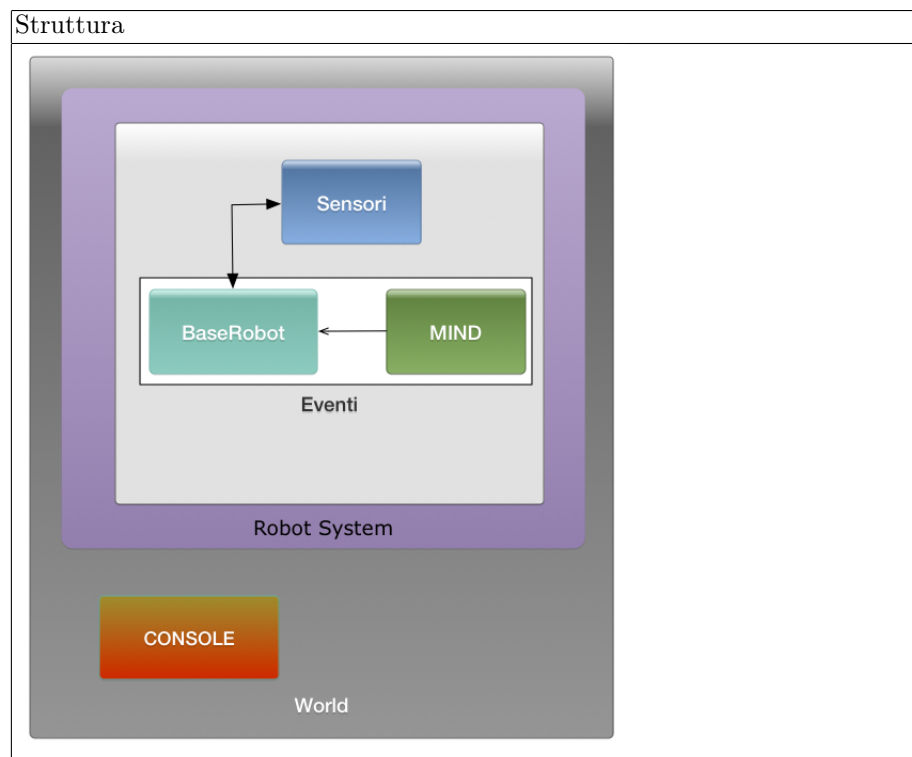 Struttura
Sensori
BaseRobot
MIND
Eventi
Robot System
CONSOLE
World